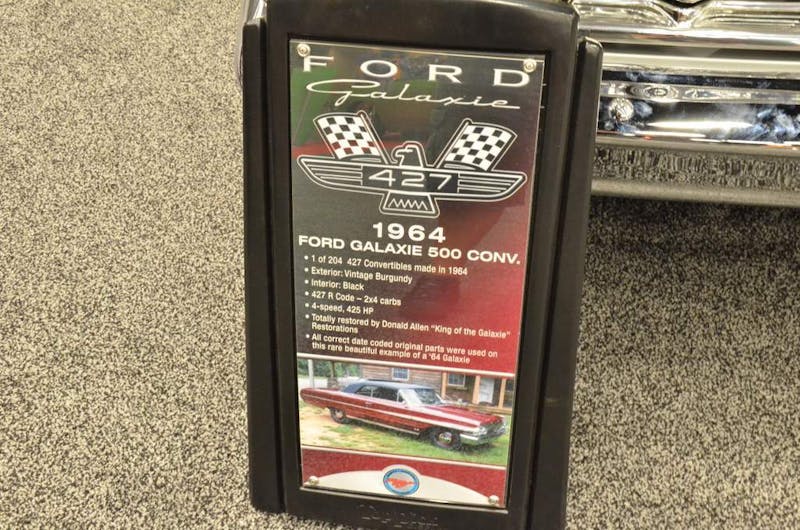 FORD
Galaxie
427
1964
FORD GALAXIE 500 CONV.
• 1 of 204 427 Convertibles made in 1964
• Exterior: Vintage Burgundy
• Interior: Black
• 427 R Code – 2x4 carbs
• 4-speed, 425 HP
• Totally restored by Donald Allen "King of the Galaxie"
Restorations
• All correct date coded original parts were used on
this rare beautiful example of a '64 Galaxie